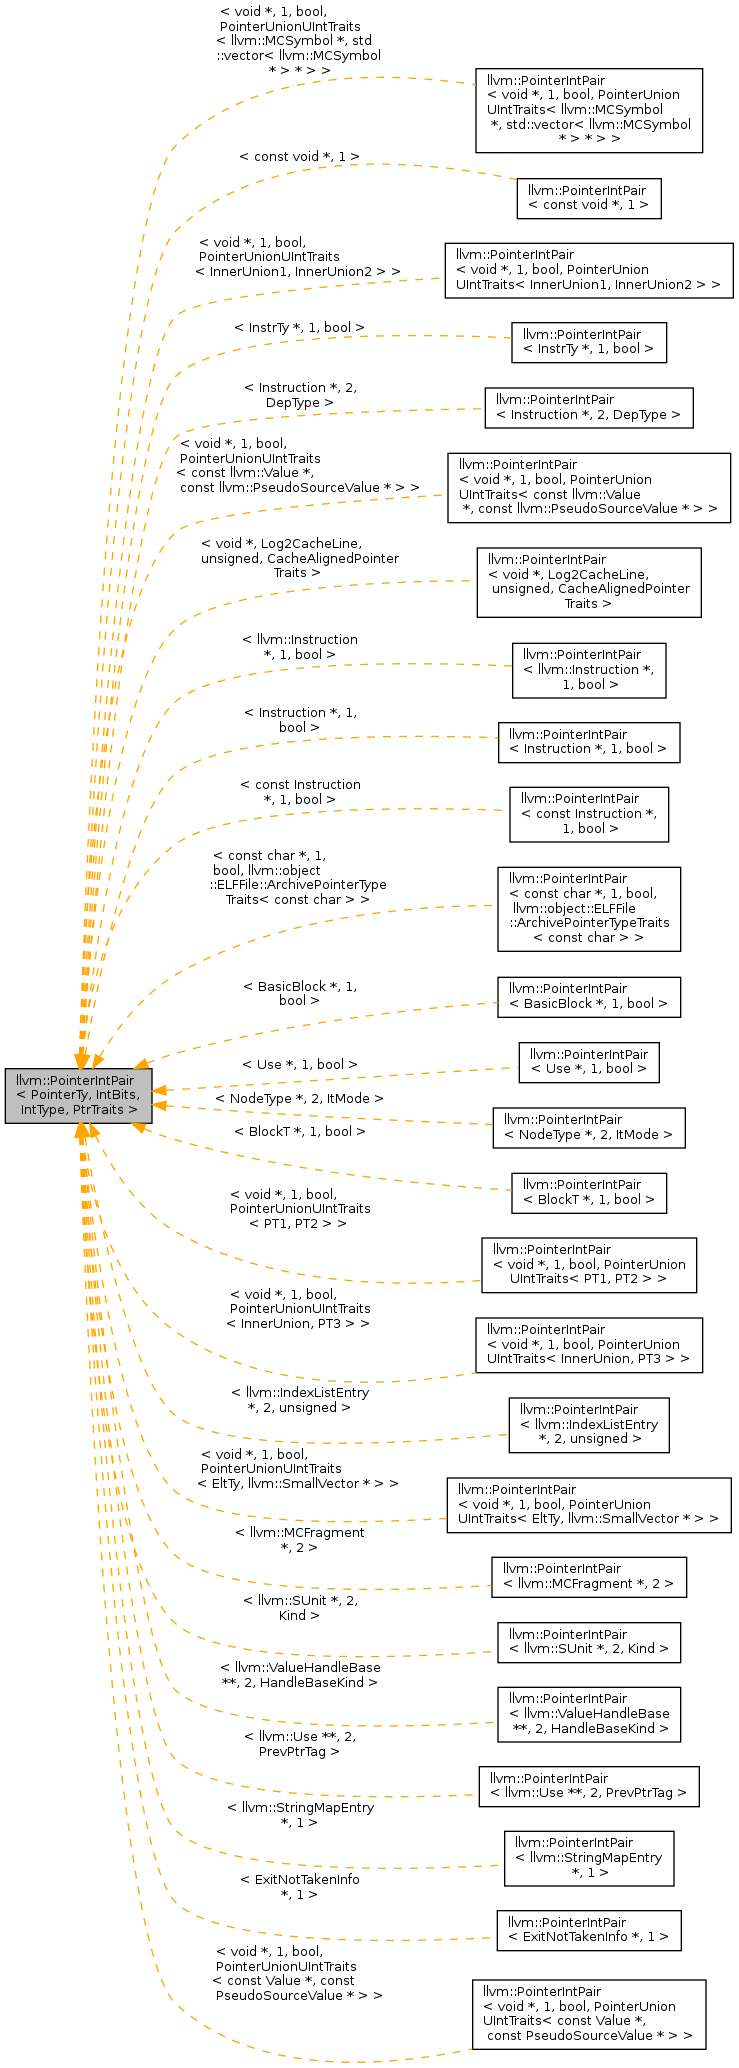 < void *, 1, bool,
PointerUnionUIntTraits
< llvm::MCSymbol *, std
::vector< llvm::MCSymbol
* > * > >
llvm::PointerIntPair
< void *, 1, bool, PointerUnion
UIntTraits< llvm::MCSymbol
*, std::vector< llvm::MCSymbol
* > * > >
< const void *, 1 >
llvm::PointerIntPair
< const void *, 1 >
< void *, 1, bool,
PointerUnionUIntTraits
< InnerUnion1, InnerUnion2 > >
llvm::PointerIntPair
< void *, 1, bool, PointerUnion
UIntTraits< InnerUnion1, InnerUnion2 > >
< InstrTy *, 1, bool >
llvm::PointerIntPair
< InstrTy *, 1, bool >
< Instruction *, 2,
DepType >
llvm::PointerIntPair
< Instruction *, 2, DepType >
< void *, 1, bool,
PointerUnionUIntTraits
< const llvm::Value *,
const llvm::PseudoSourceValue * > >
llvm::PointerIntPair
< void *, 1, bool, PointerUnion
UIntTraits< const llvm::Value
*, const llvm::PseudoSourceValue * > >
< void *, Log2CacheLine,
unsigned, CacheAlignedPointer
Traits >
llvm::PointerIntPair
< void *, Log2CacheLine,
unsigned, CacheAlignedPointer
Traits >
< llvm::Instruction
*, 1, bool >
llvm::PointerIntPair
< llvm::Instruction *,
1, bool >
< Instruction *, 1,
bool >
llvm::PointerIntPair
< Instruction *, 1, bool >
< const Instruction
*, 1, bool >
llvm::PointerIntPair
< const Instruction *,
1, bool >
< const char *, 1,
bool, llvm::object
::ELFFile::ArchivePointerType
Traits< const char > >
llvm::PointerIntPair
< const char *, 1, bool,
llvm::object::ELFFile
::ArchivePointerTypeTraits
< const char > >
< BasicBlock *, 1,
bool >
llvm::PointerIntPair
< BasicBlock *, 1, bool >
< Use *, 1, bool >
llvm::PointerIntPair
< Use *, 1, bool >
llvm::PointerIntPair
< PointerTy, IntBits,
IntType, PtrTraits >
< NodeType *, 2, ItMode >
llvm::PointerIntPair
< NodeType *, 2, ItMode >
< BlockT *, 1, bool >
llvm::PointerIntPair
< BlockT *, 1, bool >
< void *, 1, bool,
PointerUnionUIntTraits
< PT1, PT2 > >
llvm::PointerIntPair
< void *, 1, bool, PointerUnion
UIntTraits< PT1, PT2 > >
< void *, 1, bool,
PointerUnionUIntTraits
< InnerUnion, PT3 > >
llvm::PointerIntPair
< void *, 1, bool, PointerUnion
UIntTraits< InnerUnion, PT3 > >
< llvm::IndexListEntry
*, 2, unsigned >
llvm::PointerIntPair
< llvm::IndexListEntry
*, 2, unsigned >
< void *, 1, bool,
PointerUnionUIntTraits
< EltTy, llvm::SmallVector * > >
llvm::PointerIntPair
< void *, 1, bool, PointerUnion
UIntTraits< EltTy, llvm::SmallVector * > >
< llvm::MCFragment
*, 2 >
llvm::PointerIntPair
< llvm::MCFragment *, 2 >
< llvm::SUnit *, 2,
Kind >
llvm::PointerIntPair
< llvm::SUnit *, 2, Kind >
< llvm::ValueHandleBase
**, 2, HandleBaseKind >
llvm::PointerIntPair
< llvm::ValueHandleBase
**, 2, HandleBaseKind >
< llvm::Use **, 2,
PrevPtrTag >
llvm::PointerIntPair
< llvm::Use **, 2, PrevPtrTag >
< llvm::StringMapEntry
*, 1 >
llvm::PointerIntPair
< llvm::StringMapEntry
*, 1 >
< ExitNotTakenInfo
*, 1 >
llvm::PointerIntPair
< ExitNotTakenInfo *, 1 >
< void *, 1, bool,
PointerUnionUIntTraits
< const Value *, const
PseudoSourceValue * > >
llvm::PointerIntPair
< void *, 1, bool, PointerUnion
UIntTraits< const Value *,
const PseudoSourceValue * > >